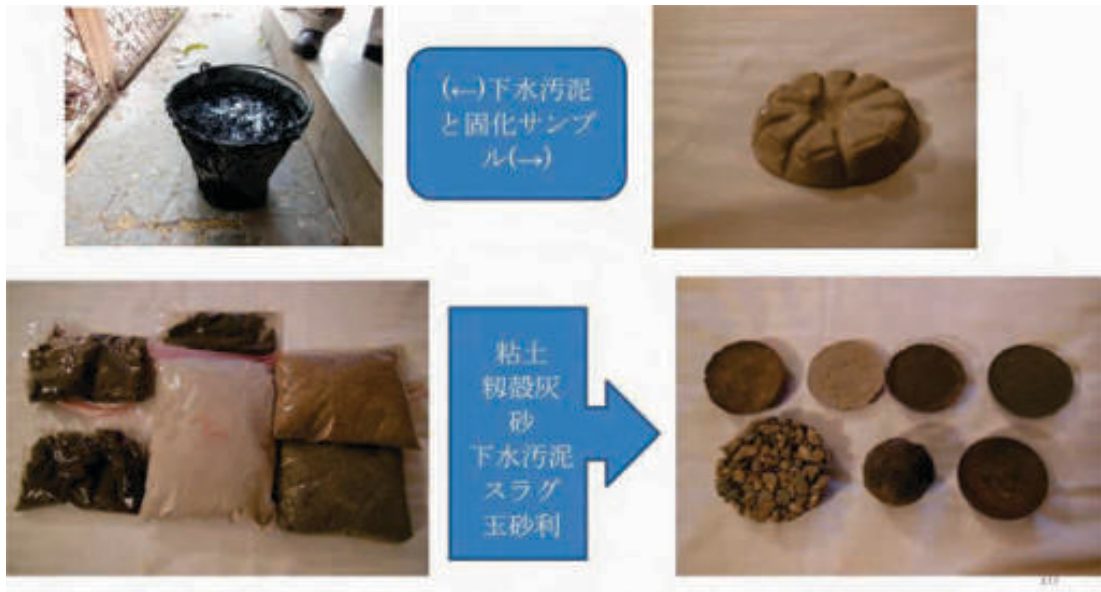 (←)下水汚泥
と固化サンプ
ル(→)
粘土
籾殻灰
砂
下水汚泥
スラグ
玉砂利